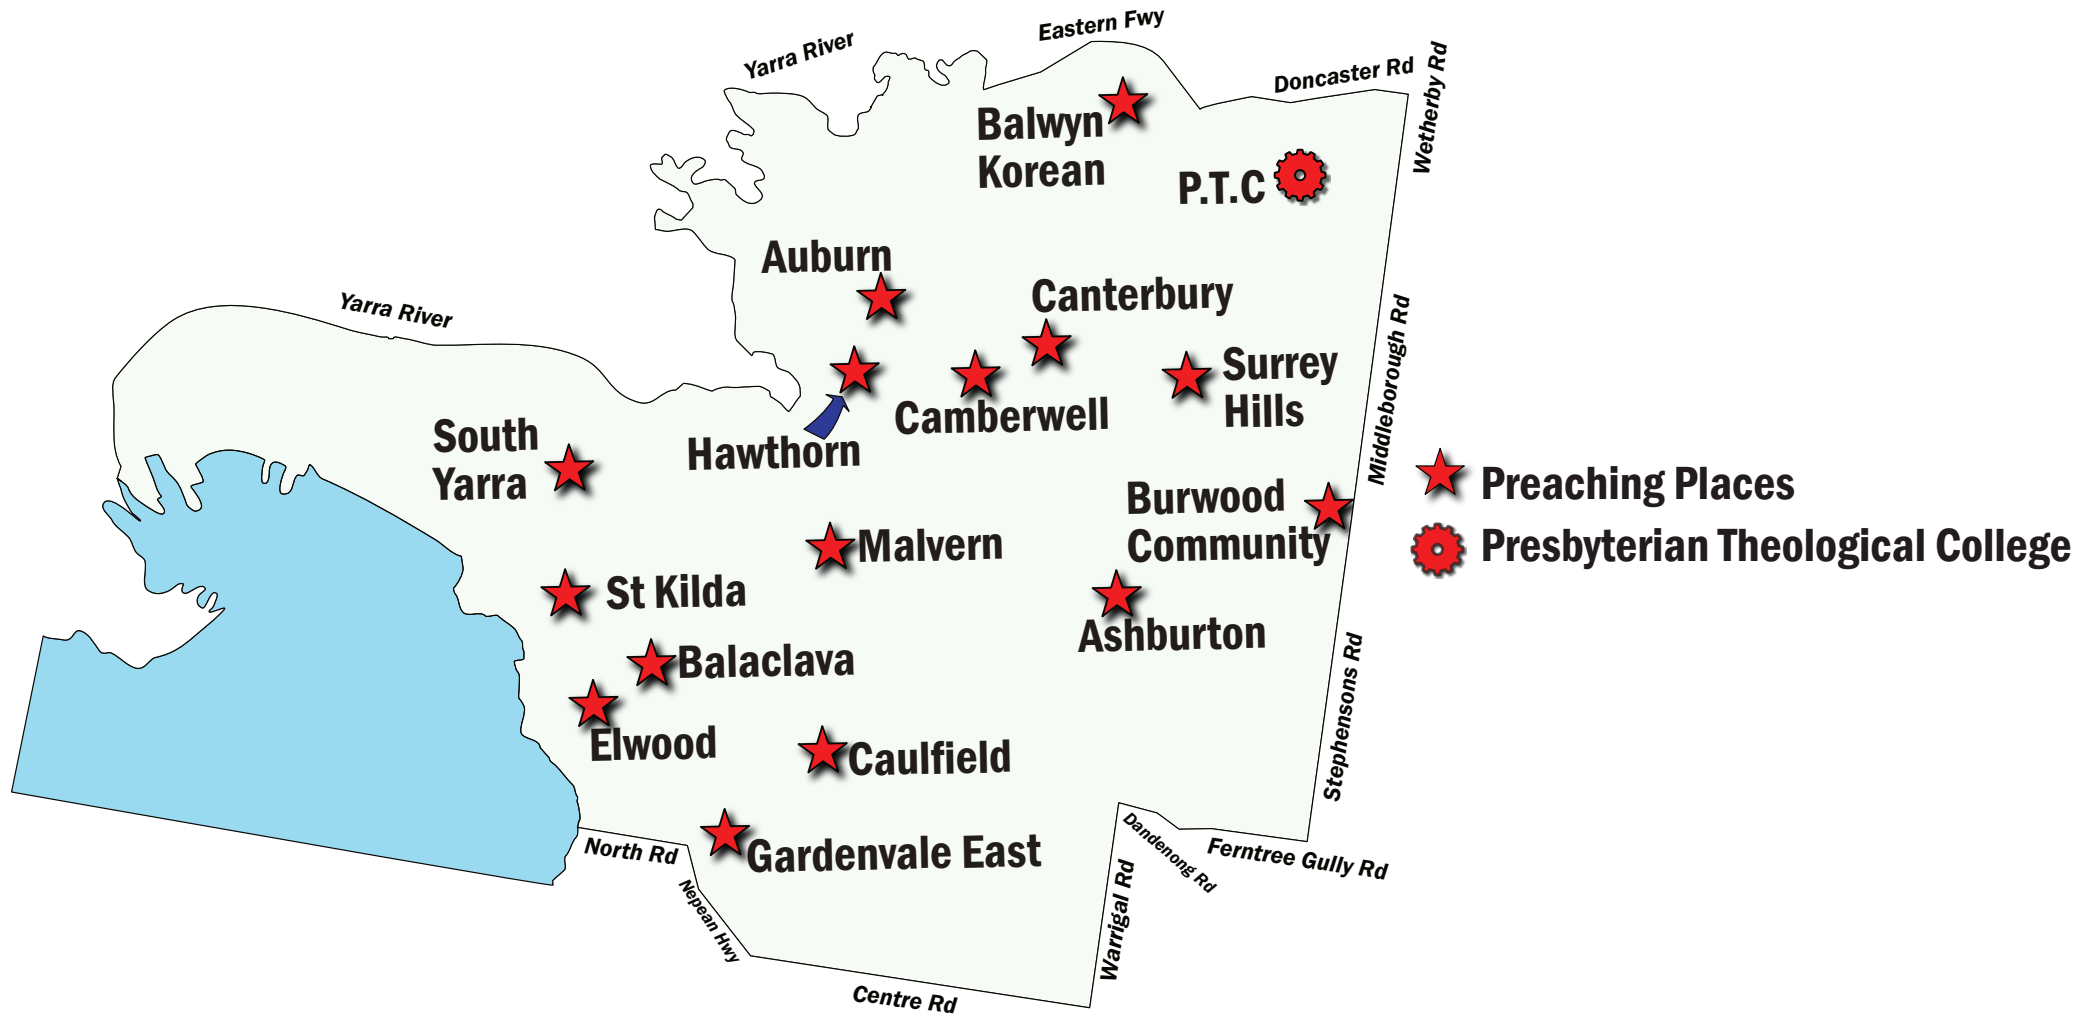 Eastern Fwy
Yarra River
Doncaster Rd
Wetherby Rd
Balwyn
Korean
P.T.C
Auburn
Canterbury
Yarra River
Middleborough Rd
Surrey
Hills
Camberwell
Hawthorn
South
Yarra
Preaching Places
Burwood
Community
Presbyterian Theological College
Malvern
St Kilda
Ashburton
Balaclava
Stephensons Rd
Elwood
Caulfield
Gardenvale East
North Rd
Dandenong Rd
Ferntree Gully Rd
Nepean Hwy
Warrigal Rd
Centre Rd